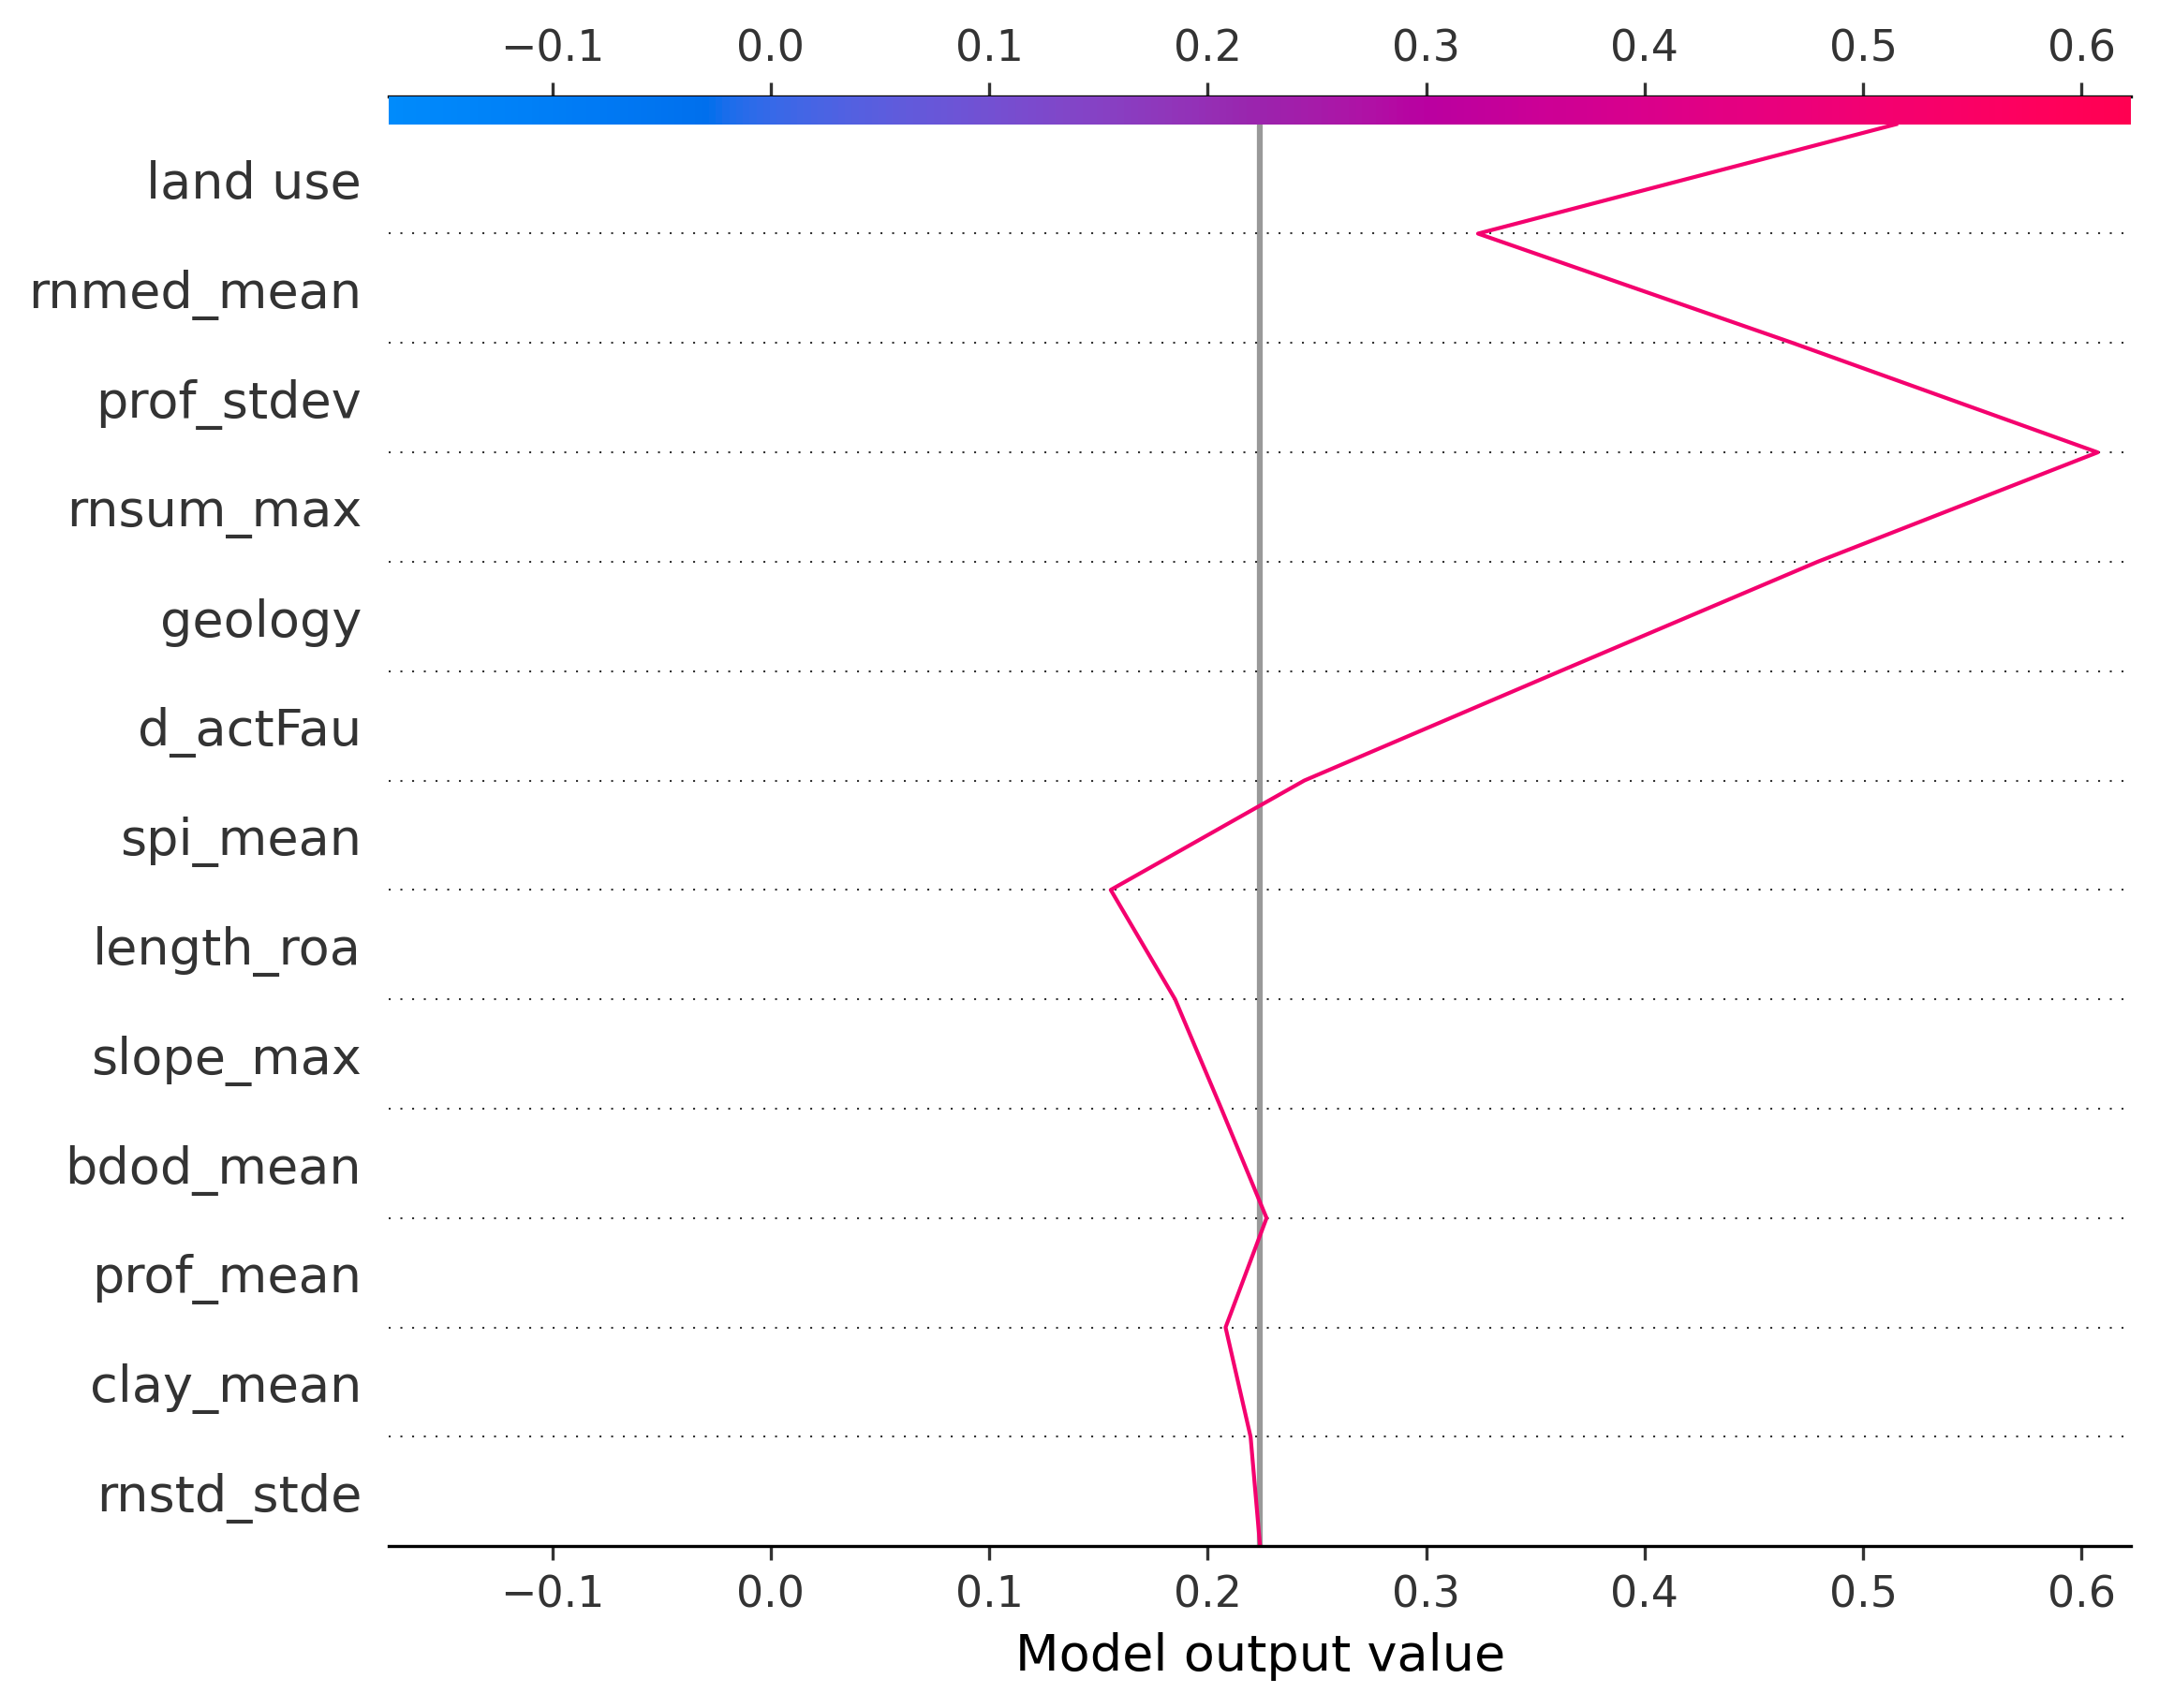 −0.1 0.0 0.1 0.2 0.3 0.4 0.5 0.6
land use
rnmed_mean
prof_stdev
rnsum_max
geology
d_actFau
spi_mean
length_roa
slope_max
bdod_mean
prof_mean
clay_mean
rnstd_stde
−0.1 0.0 0.1 0.2 0.3 0.4 0.5 0.6
Model output value